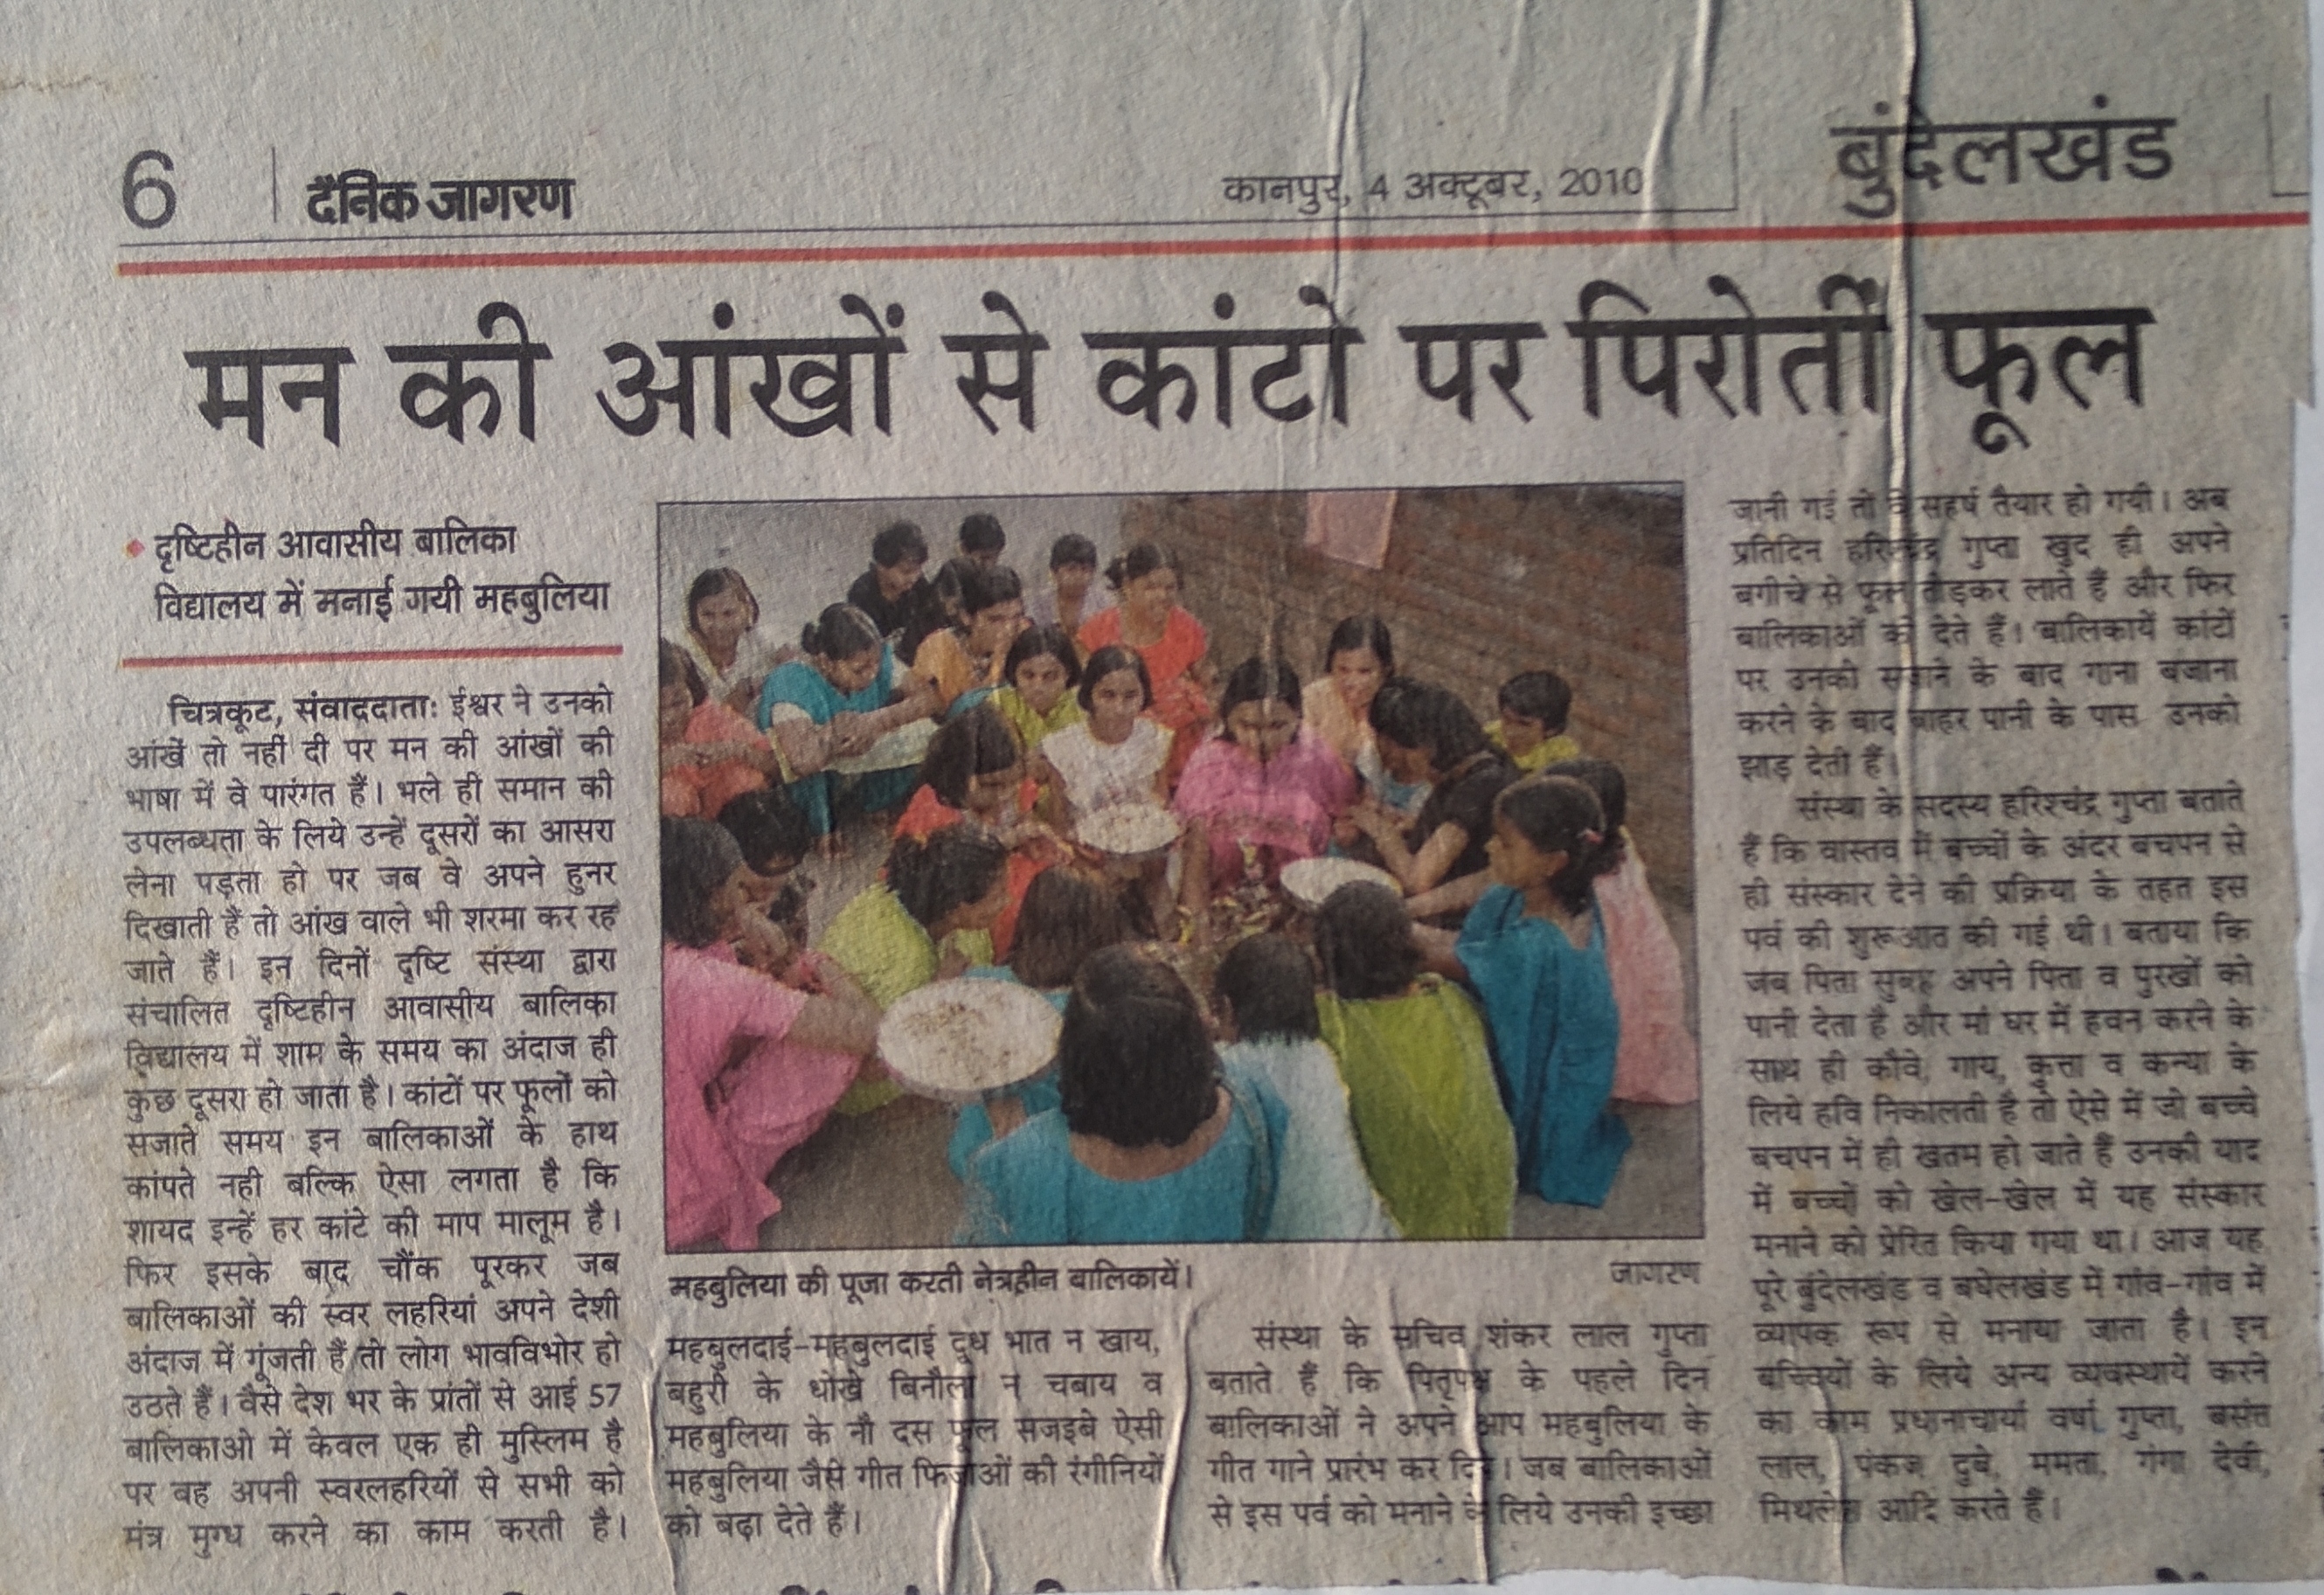 6
दैनिक जागरण
कानपुर, 4 अक्टूबर, 2010
बुंदेलखंड
मन की आंखों से कांटो पर पिरोतीं फूल
दृष्टिहीन आवासीय बालिका
विद्यालय में मनाई गयी महबुलिया
चित्रकूट, संवाददाता: ईश्वर ने उनको
आंखें तो नहीं दी पर मन की आंखों की
भाषा में वे पारंगत हैं। भले ही समान की
उपलब्धता के लिये उन्हें दूसरों का आसरा
लेना पड़ता हो पर जब वे अपने हुनर
दिखाती हैं तो आंख वाले भी शरमा कर रह
जाते हैं। इन दिनों दृष्टि संस्था द्वारा
संचालित दृष्टिहीन आवासीय बालिका
विद्यालय में शाम के समय का अंदाज ही
कुछ दूसरा हो जाता है। कांटों पर फूलों को
सजाते समय इन बालिकाओं के हाथ
कांपते नही बल्कि ऐसा लगता है कि
शायद इन्हें हर कांटे की माप मालूम है।
फिर इसके बाद चौंक पूरकर जब
बालिकाओं की स्वर लहरियां अपने देशी
अंदाज में गूंजती हैं तो लोग भावविभोर हो
उठते हैं। वैसे देश भर के प्रांतों से आई 57
बालिकाओ में केवल एक ही मुस्लिम है
पर वह अपनी स्वरलहरियों से सभी को
मंत्र मुग्ध करने का काम करती है।
महबुलिया की पूजा करती नेत्रहीन बालिकायें।
जागरण
महबुलदाई-महबुलदाई दूध भात न खाय,
बहुरी के धोखे बिनौला न चबाय व
महबुलिया के नौ दस फूल सजइबे ऐसी
महबुलिया जैसे गीत फिजाओं की रंगीनियों
को बढ़ा देते हैं।
संस्था के सचिव शंकर लाल गुप्ता
बताते हैं कि पितृपक्ष के पहले दिन
बालिकाओं ने अपने आप महबुलिया के
गीत गाने प्रारंभ कर दिए। जब बालिकाओं
से इस पर्व को मनाने के लिये उनकी इच्छा
जानी गई तो वे सहर्ष तैयार हो गयी। अब
प्रतिदिन हरिश्चंद्र गुप्ता खुद ही अपने
बगीचे से फूल तोड़कर लाते हैं और फिर
बालिकाओं को देते हैं। बालिकायें कांटों
पर उनको सजाने के बाद गाना बजाना
करने के बाद बाहर पानी के पास उनको
झाड़ देती हैं।
संस्था के सदस्य हरिश्चंद्र गुप्ता बताते
हैं कि वास्तव में बच्चों के अंदर बचपन से
ही संस्कार देने की प्रक्रिया के तहत इस
पर्व की शुरूआत की गई थी। बताया कि
जब पिता सुबह अपने पिता व पुरखों को
पानी देता है और मां घर में हवन करने के
साथ ही कौवे, गाय, कुत्ता व कन्या के
लिये हवि निकालती है तो ऐसे में जो बच्चे
बचपन में ही खतम हो जाते हैं उनकी याद
में बच्चों को खेल-खेल में यह संस्कार
मनाने को प्रेरित किया गया था। आज यह
पूरे बुंदेलखंड व बघेलखंड में गांव-गांव में
व्यापक रूप से मनाया जाता है। इन
बच्चियों के लिये अन्य व्यवस्थायें करने
का काम प्रधानाचार्या वर्षा गुप्ता, बसंत
लाल, पंकज दुबे, ममता, गंगा देवी,
मिथलेश आदि करते हैं।